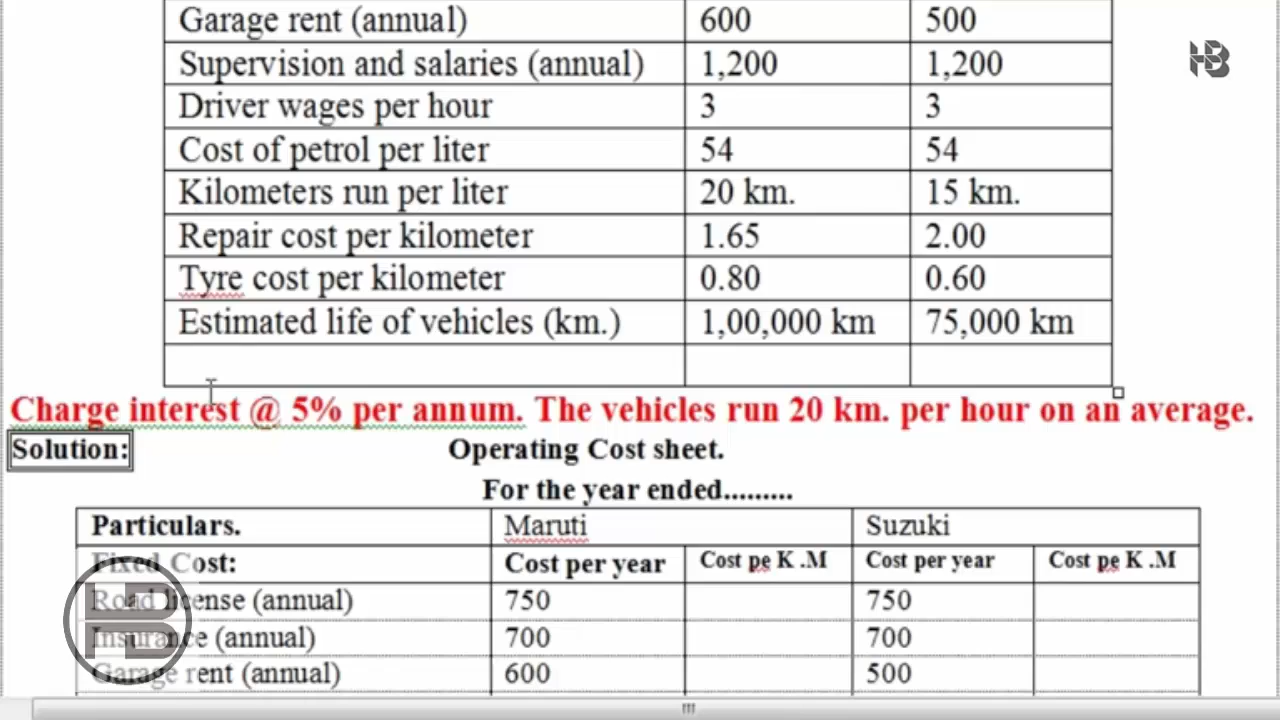 Garage rent (annual) 600 500
HB
Supervision and salaries (annual) 1,200 1,200
Driver wages per hour 3 3
Cost of petrol per liter 54 54
Kilometers run per liter 20 km. 15 km.
Repair cost per kilometer 1.65 2.00
Tyre cost per kilometer 0.80 0.60
Estimated life of vehicles (km.) 1,00,000 km 75,000 km
Charge interest @ 5% per annum. The vehicles run 20 km. per hour on an average.
Solution: Operating Cost sheet.
For the year ended.........
Particulars. Maruti Suzuki
Fixed Cost: Cost per year Cost pe K .M Cost per year Cost pe K .M
Road license (annual) 750 750
Insurance (annual) 700 700
Garage rent (annual) 600 500